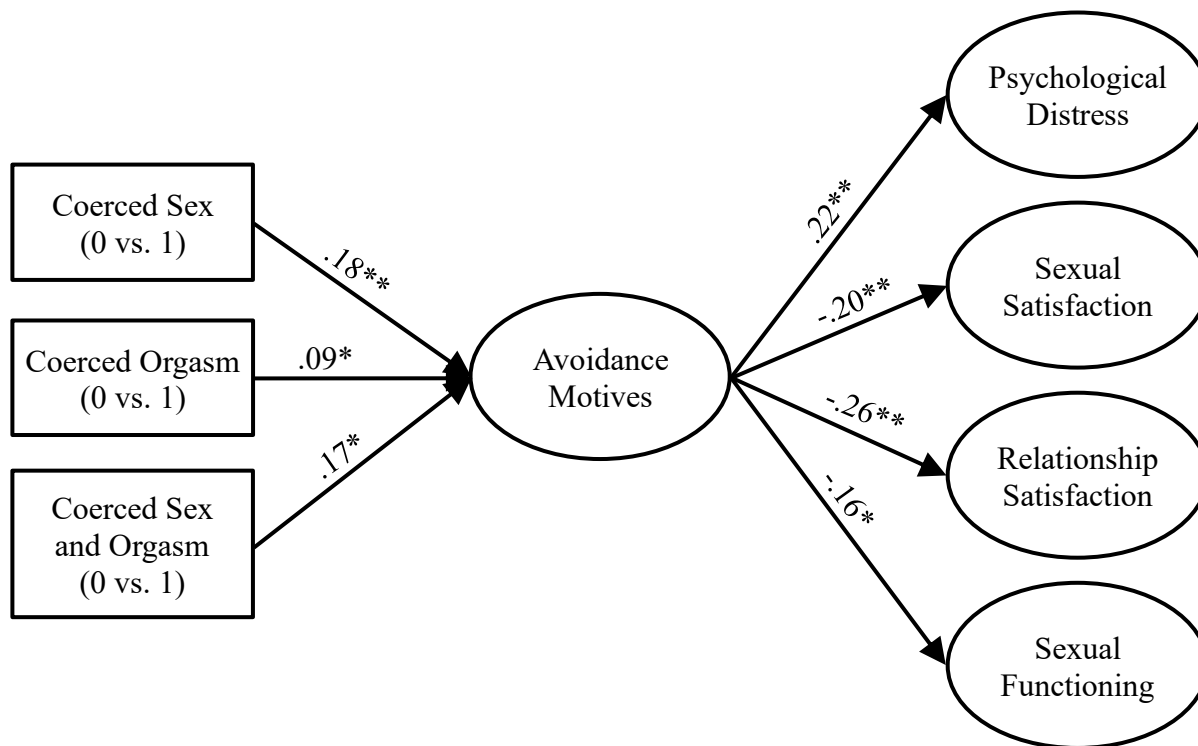 Coerced Sex
(0 vs. 1)
Coerced Orgasm
(0 vs. 1)
Coerced Sex
and Orgasm
(0 vs. 1)
.18**
.09*
.17*
Avoidance
Motives
.22**
-.20**
-.26**
-.16*
Psychological
Distress
Sexual
Satisfaction
Relationship
Satisfaction
Sexual
Functioning